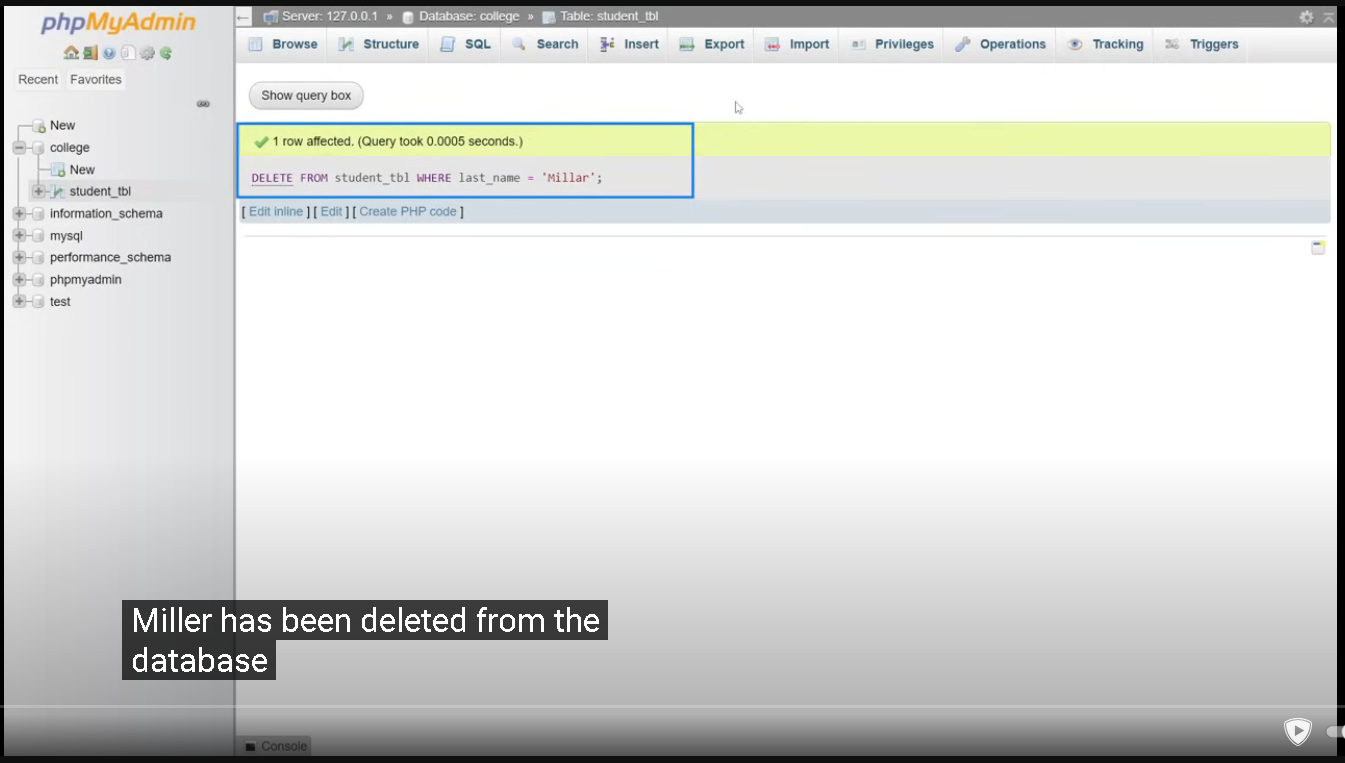 phpMyAdmin
Recent Favorites
New
college
New
student_tbl
information_schema
mysql
performance_schema
phpmyadmin
test
Server: 127.0.0.1 » Database: college » Table: student_tbl
Browse Structure SQL Search Insert Export Import Privileges Operations Tracking Triggers
Show query box
1 row affected. (Query took 0.0005 seconds.)
DELETE FROM student_tbl WHERE last_name = 'Millar';
[ Edit inline ] [ Edit ] [ Create PHP code ]
Miller has been deleted from the
database
Console